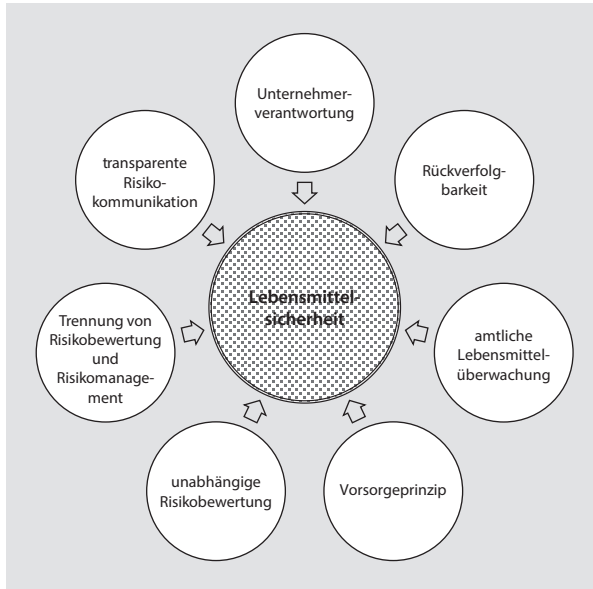 Unternehmer-
verantwortung
Rückverfolg-
barkeit
amtliche
Lebensmittel-
überwachung
Vorsorgeprinzip
unabhängige
Risikobewertung
Trennung von
Risikobewertung
und
Risikomanage-
ment
transparente
Risiko-
kommunikation
Lebensmittel-
sicherheit